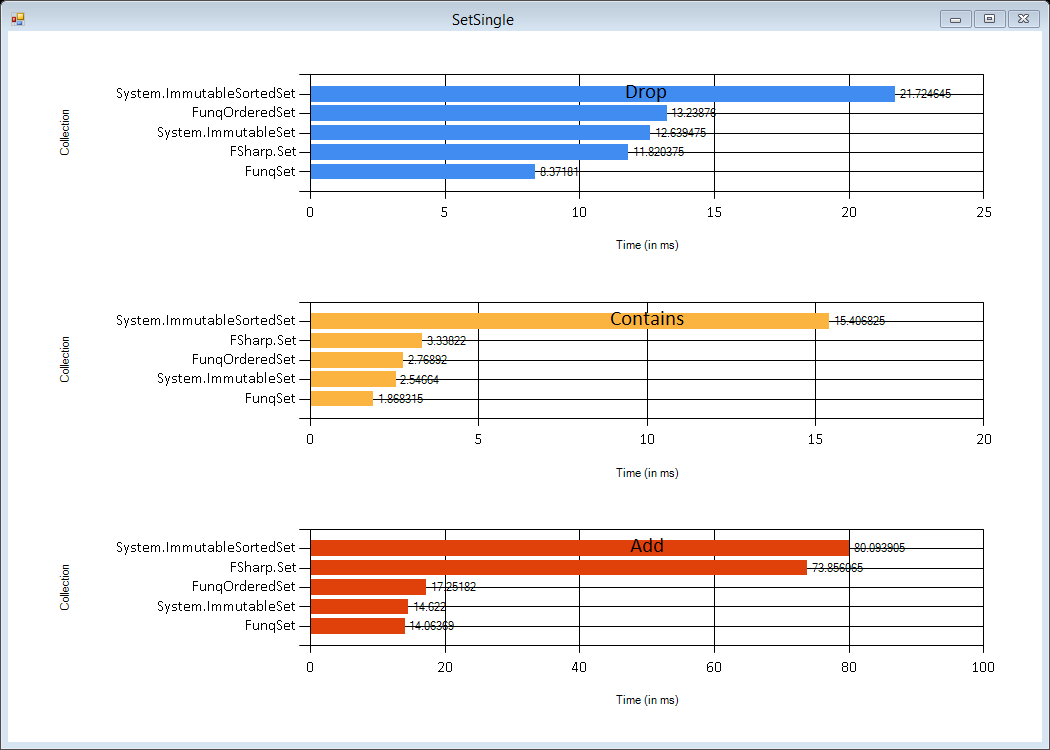 SetSingle
Drop
Collection
System.ImmutableSortedSet 21.724645
FunqOrderedSet 13.23876
System.ImmutableSet 12.639475
FSharp.Set 11.820375
FunqSet 8.37181
0 5 10 15 20 25
Time (in ms)
Contains
Collection
System.ImmutableSortedSet 15.406825
FSharp.Set 3.33822
FunqOrderedSet 2.76892
System.ImmutableSet 2.54664
FunqSet 1.868315
0 5 10 15 20
Time (in ms)
Add
Collection
System.ImmutableSortedSet 80.093905
FSharp.Set
FunqOrderedSet 17.25182
System.ImmutableSet 14.622
FunqSet 14.06369
0 20 40 60 80 100
Time (in ms)